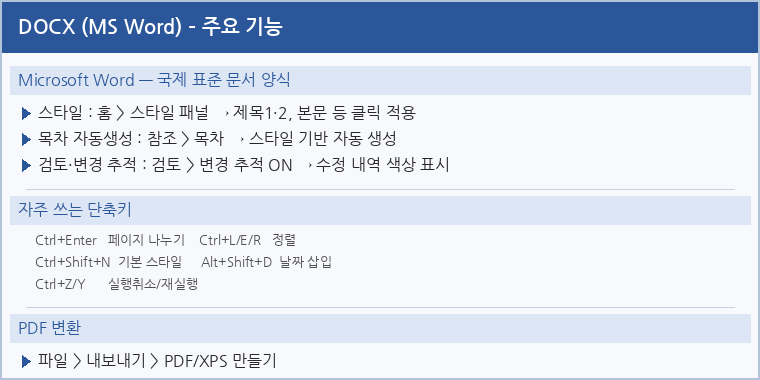 DOCX (MS Word) - 주요 기능
Microsoft Word — 국제 표준 문서 양식
▶ 스타일 : 홈 > 스타일 패널 → 제목1·2, 본문 등 클릭 적용
▶ 목차 자동생성 : 참조 > 목차 → 스타일 기반 자동 생성
▶ 검토·변경 추적 : 검토 > 변경 추적 ON → 수정 내역 색상 표시
자주 쓰는 단축키
Ctrl+Enter 페이지 나누기 Ctrl+L/E/R 정렬
Ctrl+Shift+N 기본 스타일 Alt+Shift+D 날짜 삽입
Ctrl+Z/Y 실행취소/재실행
PDF 변환
▶ 파일 > 내보내기 > PDF/XPS 만들기